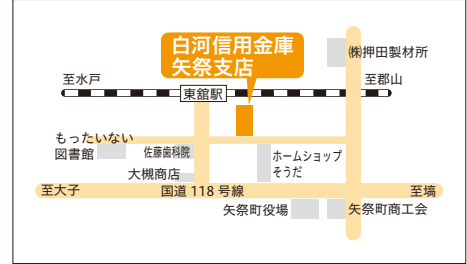 白河信用金庫
矢祭支店
㈱押田製材所
至水戸
至郡山
東舘駅
もったいない
図書館
佐藤歯科院
ホームショップ
そうだ
大槻商店
至大子
国道118号線
至塙
矢祭町役場
矢祭町商工会